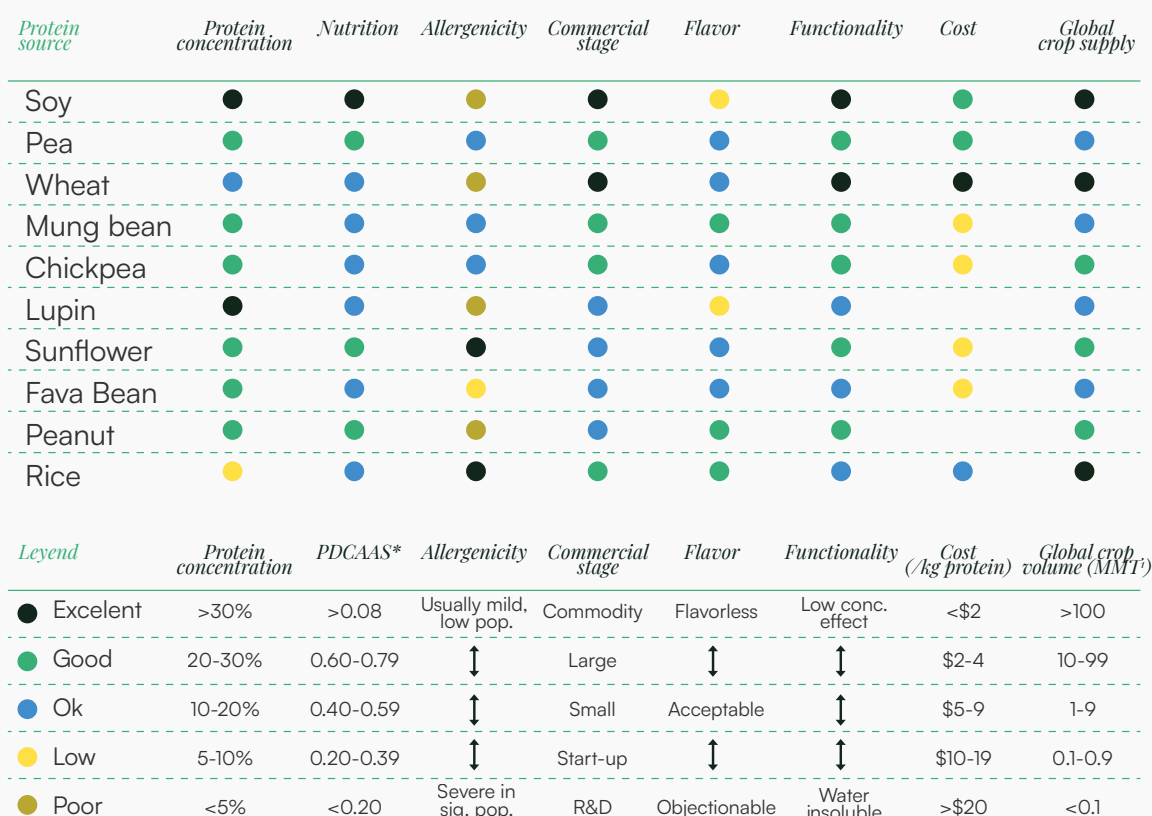 Protein source Protein concentration Nutrition Allergenicity Commercial stage Flavor Functionality Cost Global crop supply
Soy
Pea
Wheat
Mung bean
Chickpea
Lupin
Sunflower
Fava Bean
Peanut
Rice
Leyend Protein concentration PDCAAS* Allergenicity Commercial stage Flavor Functionality Cost (/kg protein) Global crop volume (MMT¹)
Excelent >30% >0.08 Usually mild, low pop. Commodity Flavorless Low conc. effect <$2 >100
Good 20-30% 0.60-0.79 Large $2-4 10-99
Ok 10-20% 0.40-0.59 Small Acceptable $5-9 1-9
Low 5-10% 0.20-0.39 Start-up $10-19 0.1-0.9
Poor <5% <0.20 Severe in sig. pop. R&D Objectionable Water insoluble >$20 <0.1